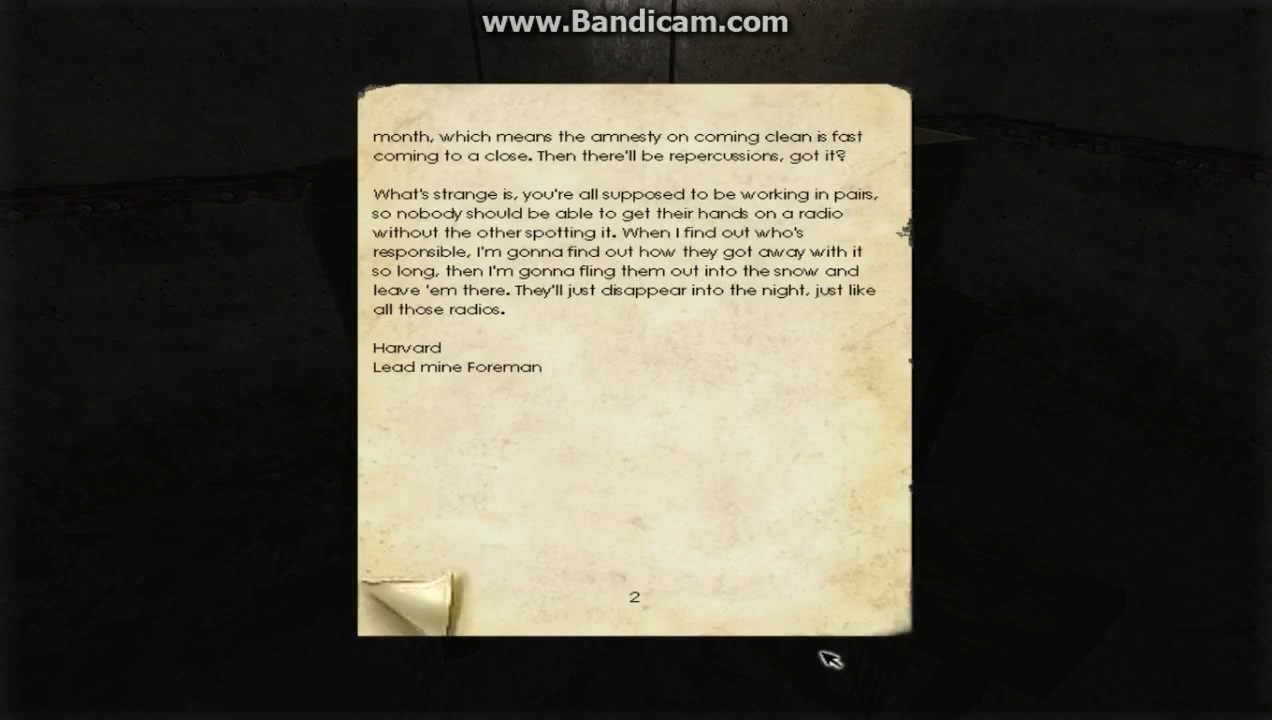 www.Bandicam.com
month, which means the amnesty on coming clean is fast
coming to a close. Then there'll be repercussions, got it?
What's strange is, you're all supposed to be working in pairs,
so nobody should be able to get their hands on a radio
without the other spotting it. When I find out who's
responsible, I'm gonna find out how they got away with it
so long, then I'm gonna fling them out into the snow and
leave 'em there. They'll just disappear into the night, just like
all those radios.
Harvard
Lead mine Foreman
2